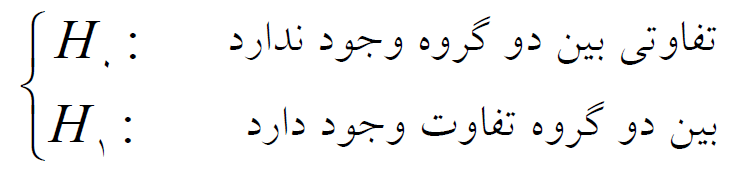 H۰ : تفاوتی بین دو گروه وجود ندارد
H۱ : بین دو گروه تفاوت وجود دارد